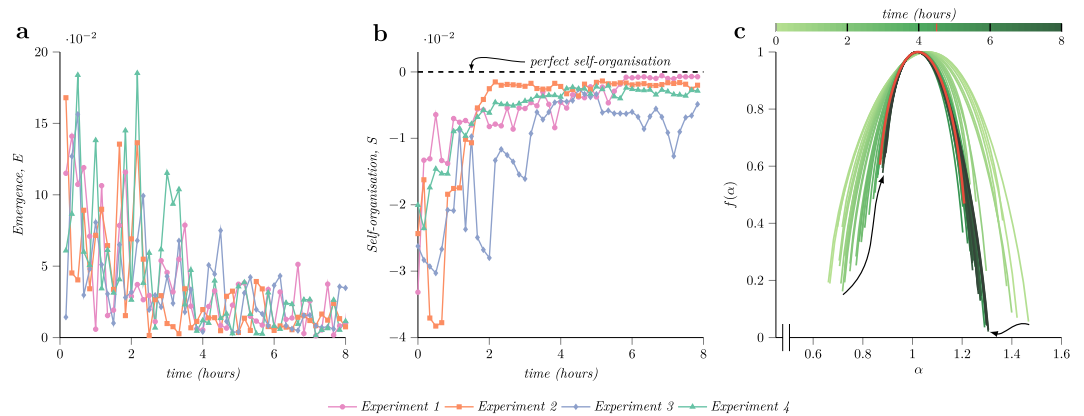 a
·10⁻²
20
15
10
5
0
Emergence, E
0 2 4 6 8
time (hours)
b
·10⁻²
perfect self-organisation
0
−1
−2
−3
−4
Self-organisation, S
0 2 4 6 8
time (hours)
c
time (hours)
0 2 4 6 8
1
0.8
0.6
0.4
0.2
0
f(α)
0.6 0.8 1 1.2 1.4 1.6
α
Experiment 1 Experiment 2 Experiment 3 Experiment 4